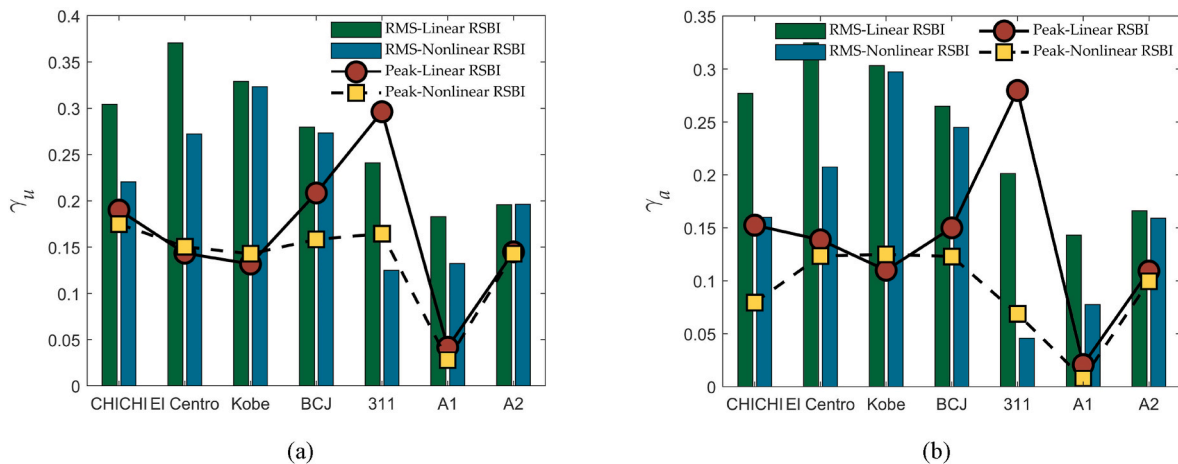 0.4
0.35
0.3
0.25
0.2
0.15
0.1
0.05
0
γu
RMS-Linear RSBI
RMS-Nonlinear RSBI
Peak-Linear RSBI
Peak-Nonlinear RSBI
CHICHI El Centro Kobe BCJ 311 A1 A2
(a)
0.35
0.3
0.25
0.2
0.15
0.1
0.05
0
γa
RMS-Linear RSBI Peak-Linear RSBI
RMS-Nonlinear RSBI Peak-Nonlinear RSBI
CHICHI El Centro Kobe BCJ 311 A1 A2
(b)